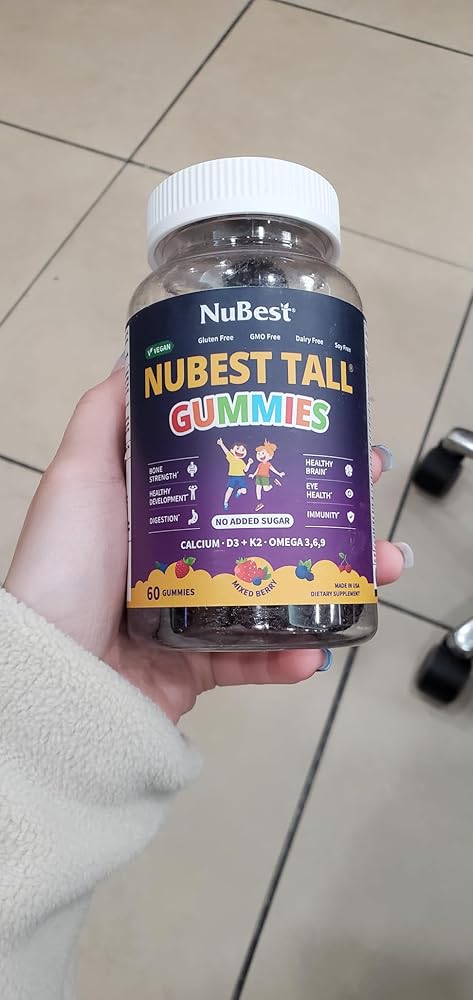 NuBest®
Gluten Free GMO Free Dairy Free Soy Free
VEGAN
NUBEST TALL®
GUMMIES
BONE
STRENGTH*
HEALTHY
DEVELOPMENT*
DIGESTION*
HEALTHY
BRAIN*
EYE
HEALTH*
IMMUNITY*
NO ADDED SUGAR
CALCIUM · D3 + K2 · OMEGA 3,6,9
60 GUMMIES
MIXED BERRY
MADE IN USA
DIETARY SUPPLEMENT